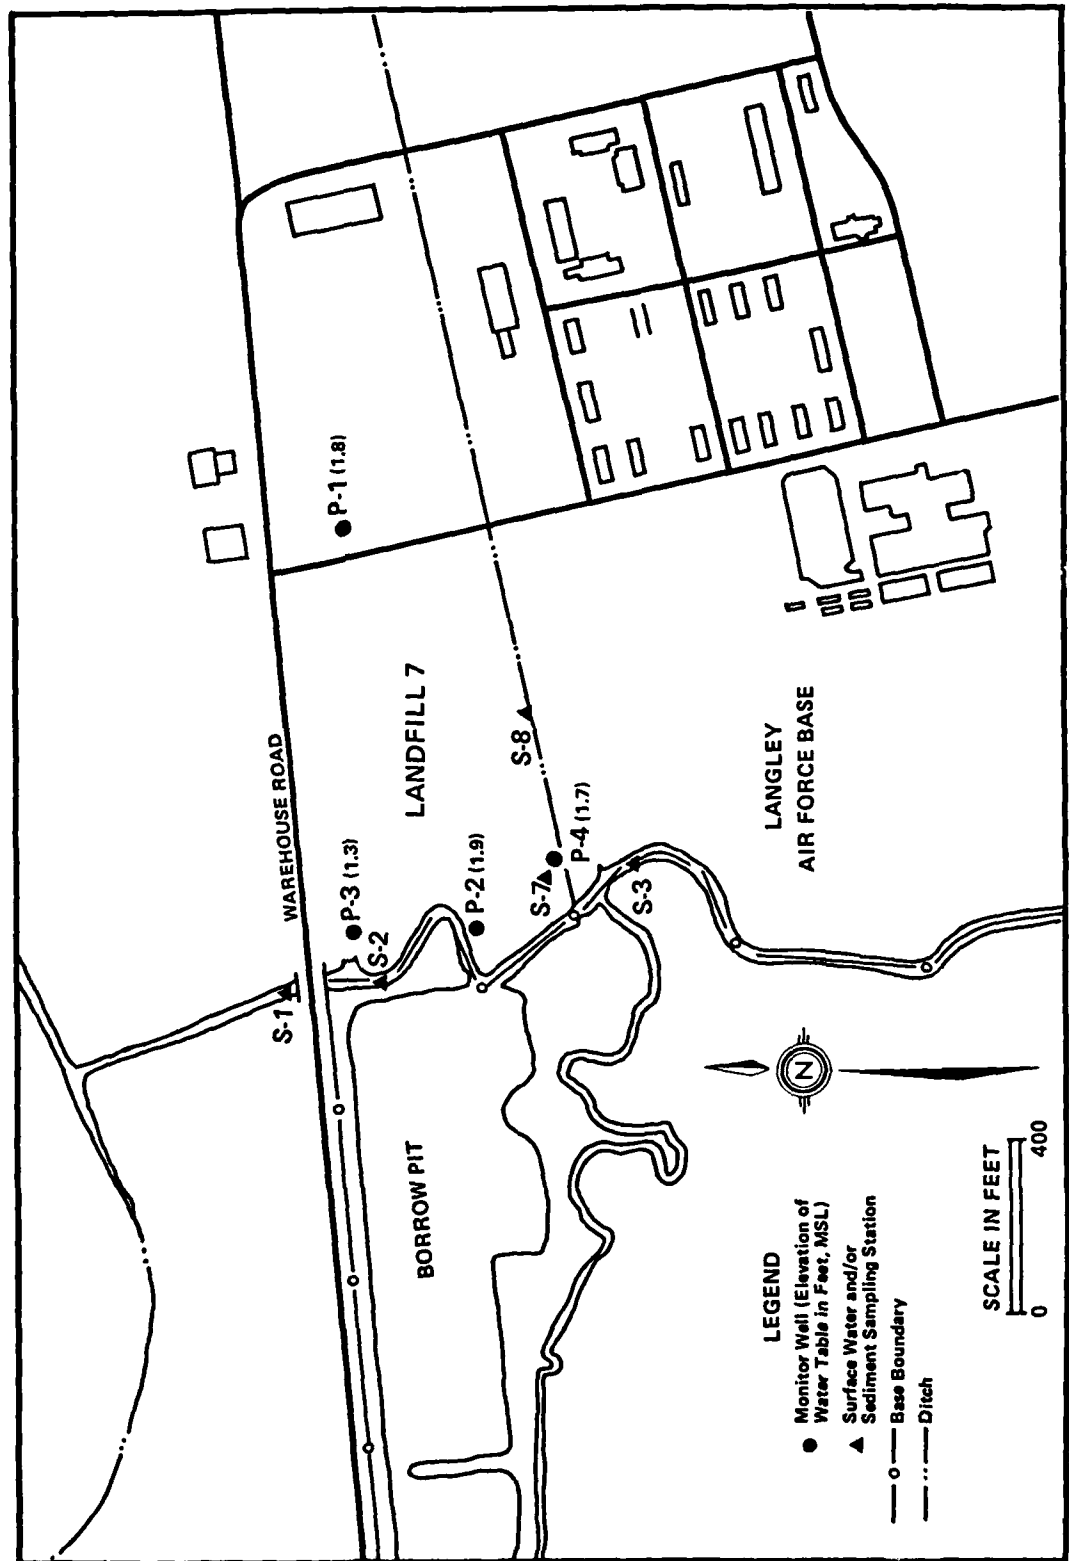 WAREHOUSE ROAD
S-1
P-3 (1.3)
S-2
P-1 (1.8)
LANDFILL 7
P-2 (1.9)
S-8
S-7
P-4 (1.7)
S-3
BORROW PIT
LANGLEY
AIR FORCE BASE
N
LEGEND
Monitor Well (Elevation of
Water Table in Feet, MSL)
Surface Water and/or
Sediment Sampling Station
Base Boundary
Ditch
SCALE IN FEET
0 400